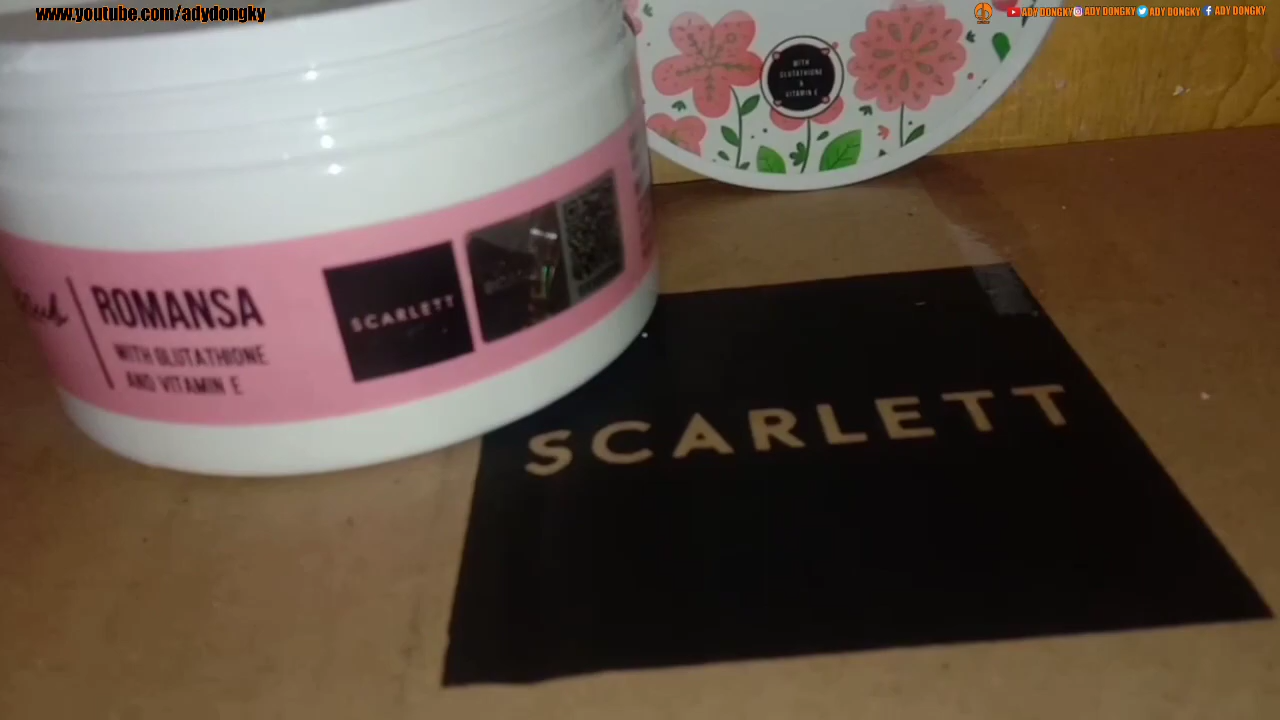 www.youtube.com/adydongky
ADY DONGKY ADY DONGKY ADY DONGKY ADY DONGKY
WITH
GLUTATHIONE
&
VITAMIN E
ROMANSA
WITH GLUTATHIONE
AND VITAMIN E
SCARLETT
SCARLETT